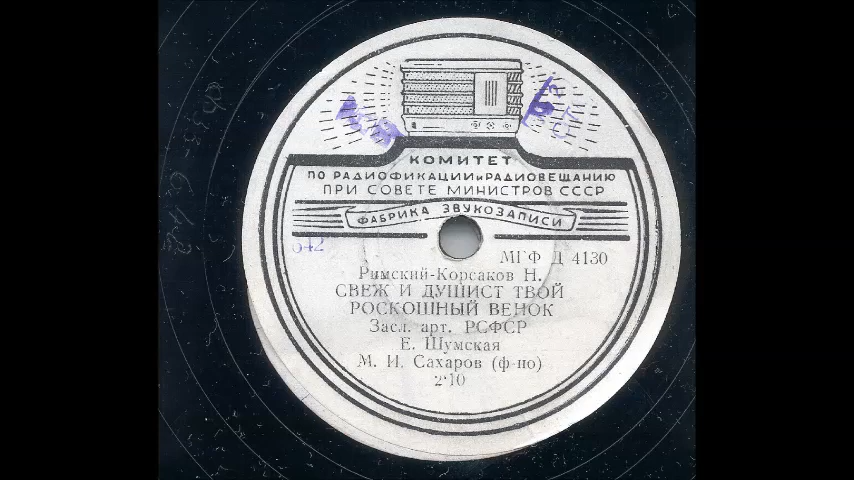 КОМИТЕТ
ПО РАДИОФИКАЦИИ и РАДИОВЕЩАНИЮ
ПРИ СОВЕТЕ МИНИСТРОВ СССР
ФАБРИКА ЗВУКОЗАПИСИ
642
МГФ Д 4130
Римский-Корсаков Н.
СВЕЖ И ДУШИСТ ТВОЙ
РОСКОШНЫЙ ВЕНОК
Засл. арт. РСФСР
Е. Шумская
М. И. Сахаров (ф-но)
2'10